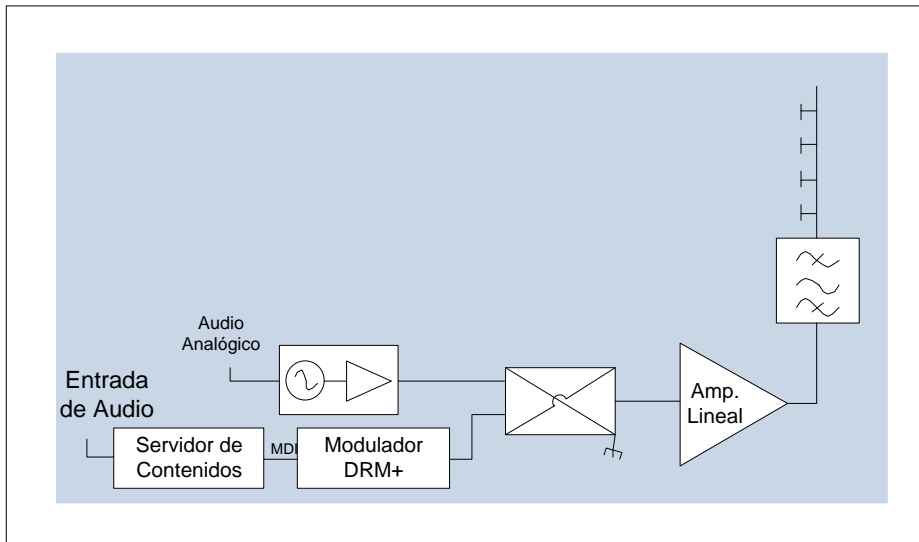 Audio
Analógico
Entrada
de Audio
Servidor de
Contenidos
MDI
Modulador
DRM+
Amp.
Lineal